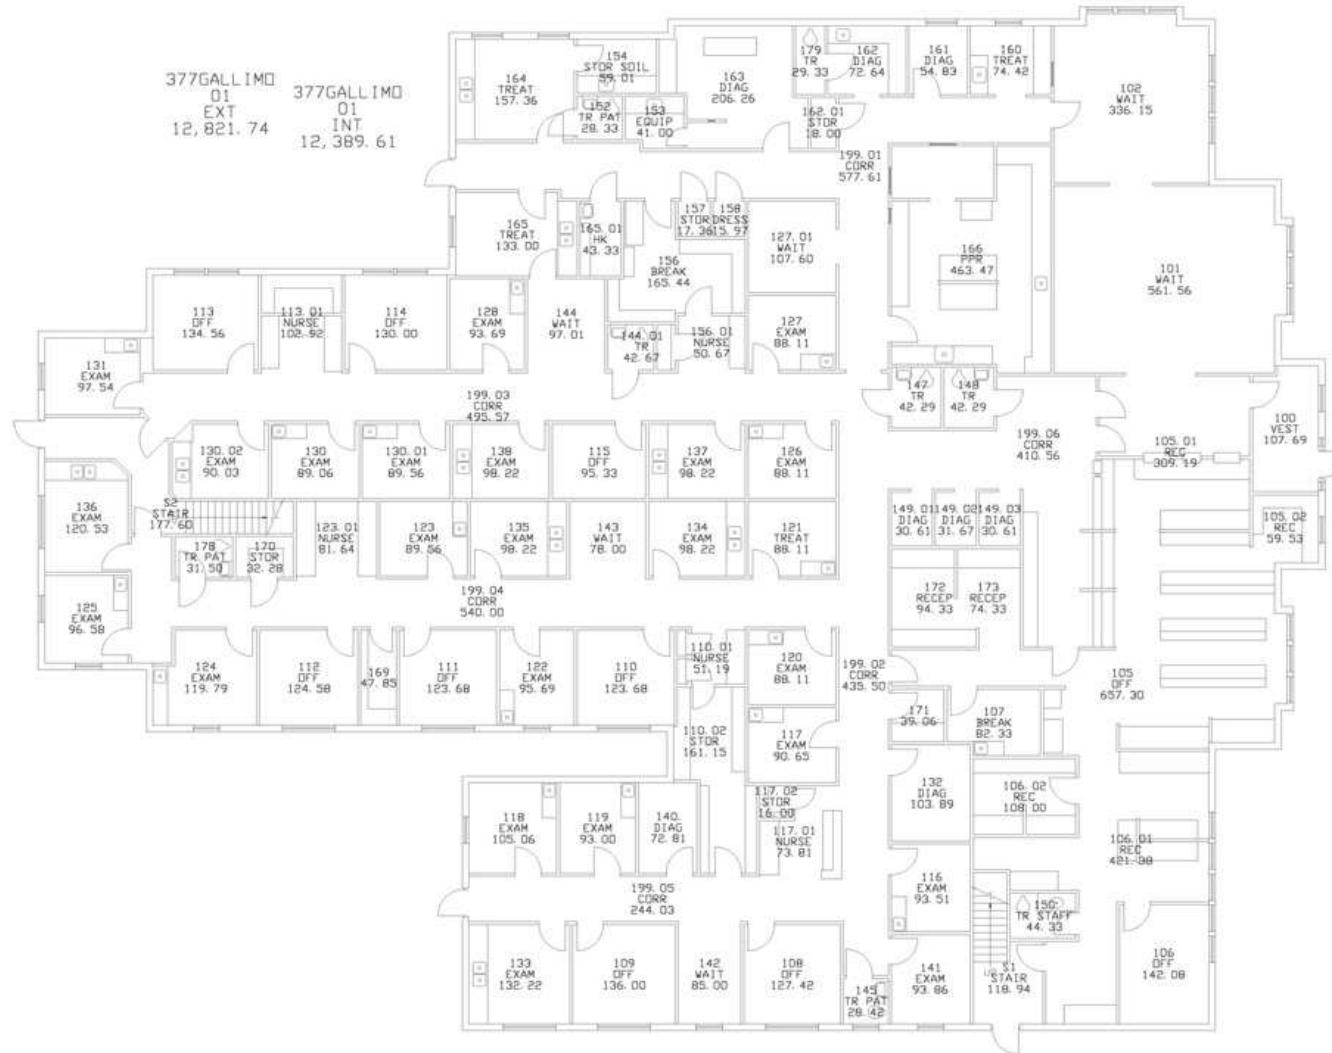 377GALLIMO
01
EXT
12,821.74
377GALLIMO
01
INT
12,389.61
164
TREAT
157.36
154
STOR SOIL
59.01
152
TR PAT
28.33
153
EQUIP
41.00
163
DIAG
206.26
179
TR
29.33
162
DIAG
72.64
162.01
STOR
18.00
161
DIAG
54.83
160
TREAT
74.42
102
WAIT
336.15
199.01
CORR
577.61
165
TREAT
133.00
165.01
HK
43.33
157
STOR
17.36
158
DRESS
15.97
156
BREAK
165.44
127.01
WAIT
107.60
166
PPR
463.47
101
WAIT
561.56
113
OFF
134.56
113.01
NURSE
102.92
114
OFF
130.00
128
EXAM
93.69
144
WAIT
97.01
144.01
TR
42.67
156.01
NURSE
50.67
127
EXAM
88.11
131
EXAM
97.54
199.03
CORR
495.57
147
TR
42.29
148
TR
42.29
199.06
CORR
410.56
105.01
REC
309.19
100
VEST
107.69
130.02
EXAM
90.03
130
EXAM
89.06
130.01
EXAM
89.56
138
EXAM
98.22
115
OFF
95.33
137
EXAM
98.22
126
EXAM
88.11
136
EXAM
120.53
S2
STAIR
177.60
178
TR PAT
31.50
170
STOR
32.28
123.01
NURSE
81.64
123
EXAM
89.56
135
EXAM
98.22
143
WAIT
78.00
134
EXAM
98.22
121
TREAT
88.11
149.01
DIAG
30.61
149.02
DIAG
31.67
149.03
DIAG
30.61
105.02
REC
59.53
125
EXAM
96.58
199.04
CORR
540.00
172
RECEP
94.33
173
RECEP
74.33
124
EXAM
119.79
112
OFF
124.58
169
47.85
111
OFF
123.68
122
EXAM
95.69
110
OFF
123.68
110.01
NURSE
51.19
120
EXAM
88.11
199.02
CORR
435.50
105
OFF
657.30
171
39.06
107
BREAK
82.33
110.02
STOR
161.15
117
EXAM
90.65
132
DIAG
103.89
106.02
REC
108.00
118
EXAM
105.06
119
EXAM
93.00
140.
DIAG
72.81
117.02
STOR
16.00
117.01
NURSE
73.81
106.01
REC
421.38
199.05
CORR
244.03
116
EXAM
93.51
150
TR STAFF
44.33
133
EXAM
132.22
109
OFF
136.00
142
WAIT
85.00
108
OFF
127.42
145
TR PAT
28.42
141
EXAM
93.86
S1
STAIR
118.94
106
OFF
142.08